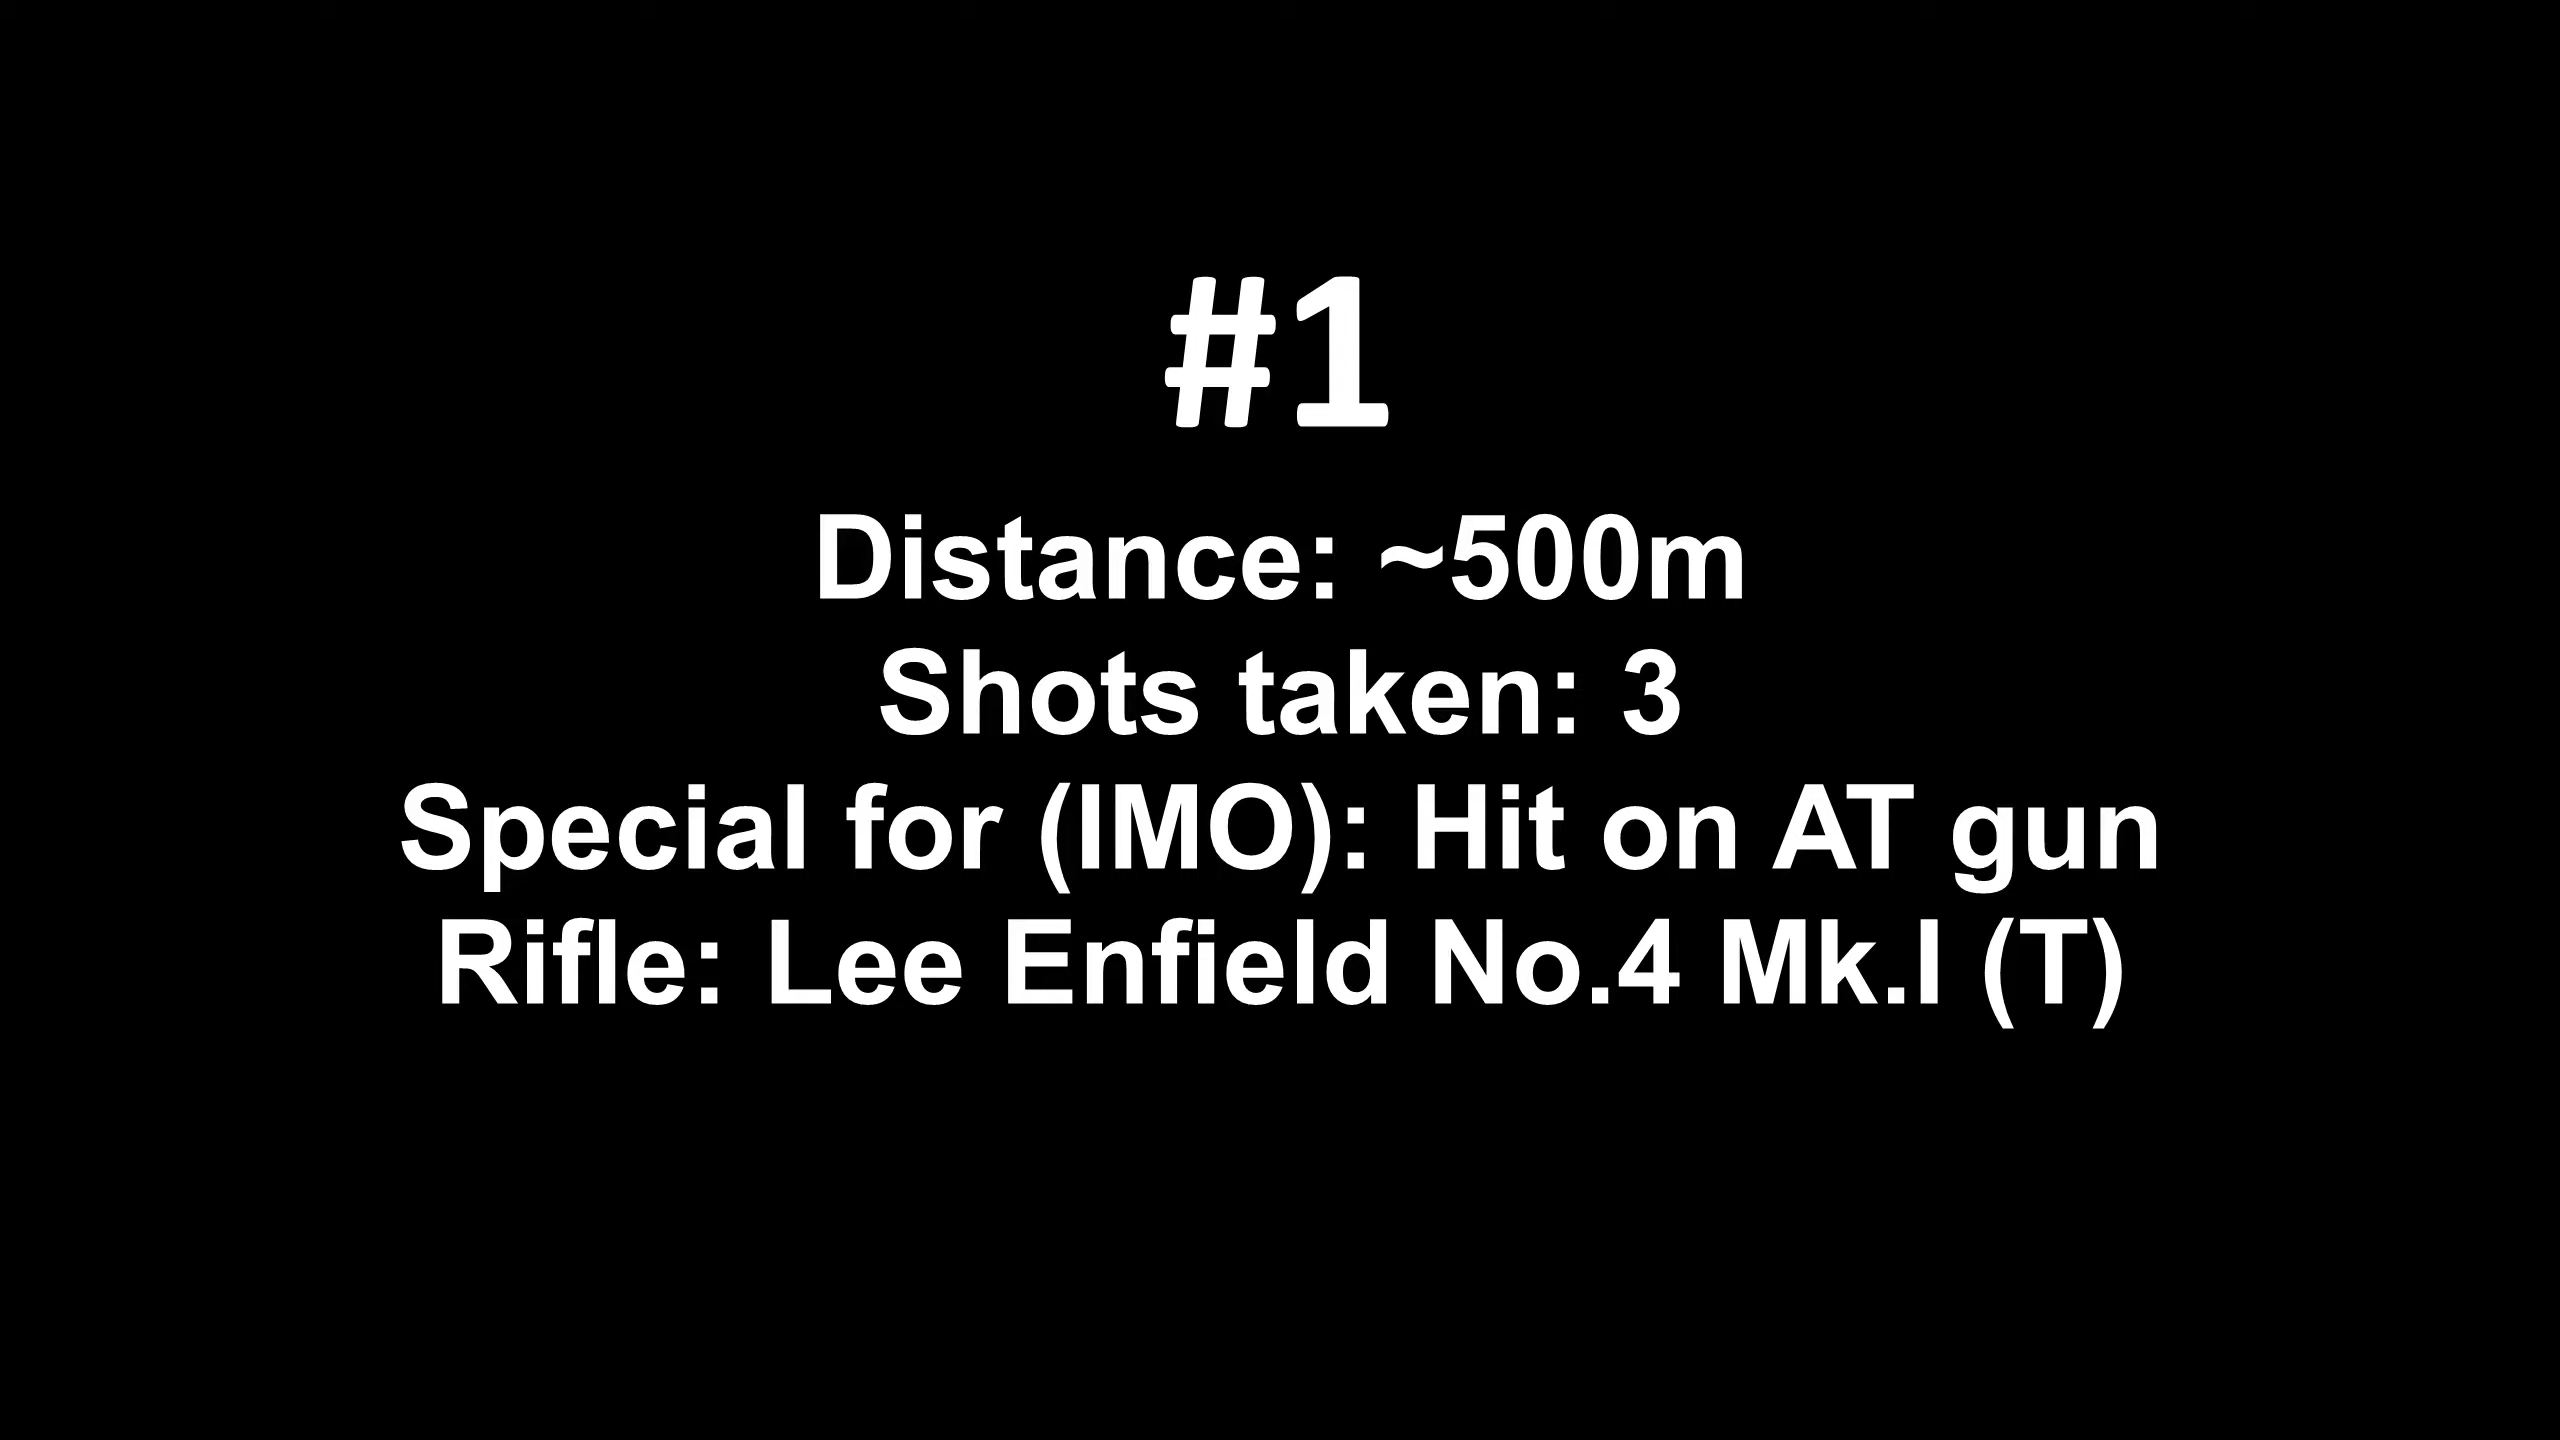 #1
Distance: ~500m
Shots taken: 3
Special for (IMO): Hit on AT gun
Rifle: Lee Enfield No.4 Mk.I (T)